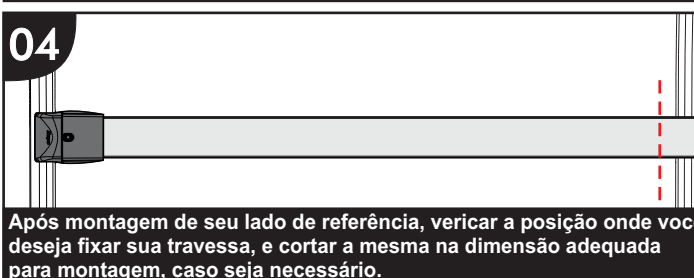 04
Após montagem de seu lado de referência, vericar a posição onde voc
deseja fixar sua travessa, e cortar a mesma na dimensão adequada
para montagem, caso seja necessário.